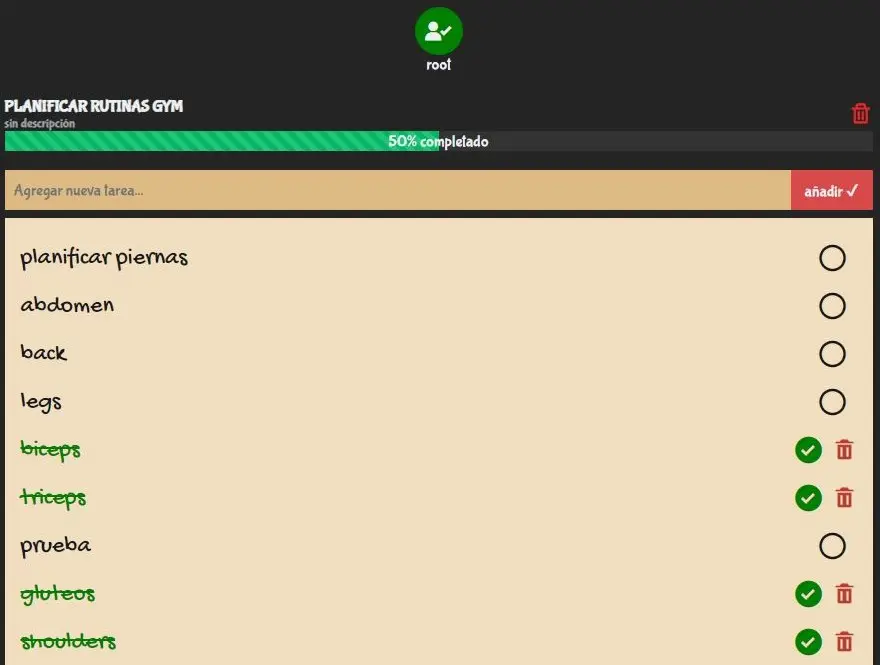 root
PLANIFICAR RUTINAS GYM
sin descripción
50% completado
Agregar nueva tarea...
añadir ✓
planificar piernas
abdomen
back
legs
biceps
triceps
prueba
gluteos
shoulders